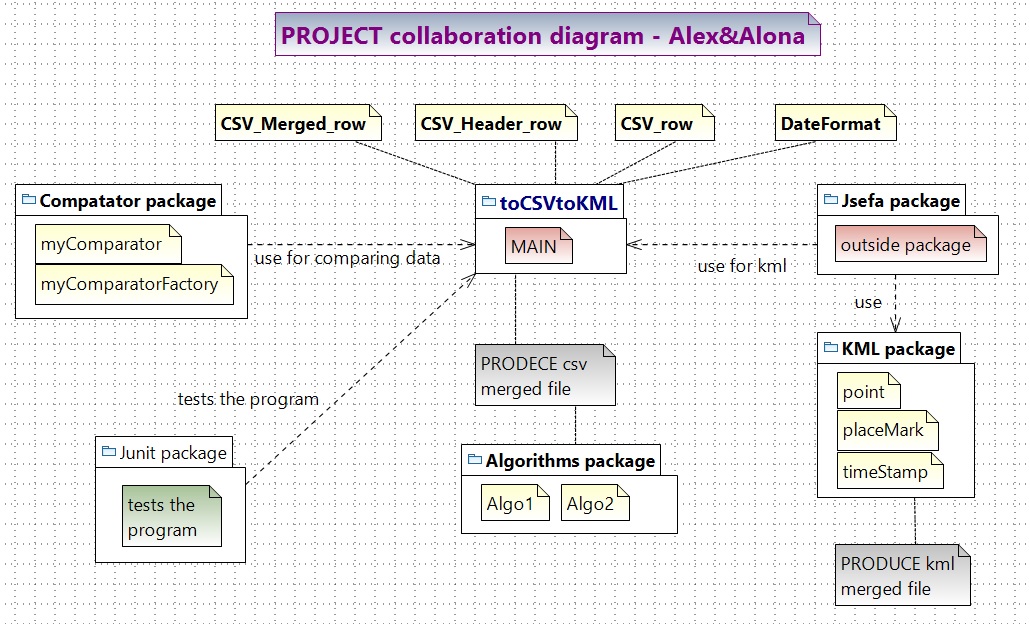 PROJECT collaboration diagram - Alex&Alona
CSV_Merged_row
CSV_Header_row
CSV_row
DateFormat
Compatator package
myComparator
myComparatorFactory
use for comparing data
toCSVtoKML
MAIN
Jsefa package
outside package
use for kml
use
KML package
point
placeMark
timeStamp
PRODECE csv
merged file
tests the program
Junit package
tests the
program
Algorithms package
Algo1
Algo2
PRODUCE kml
merged file